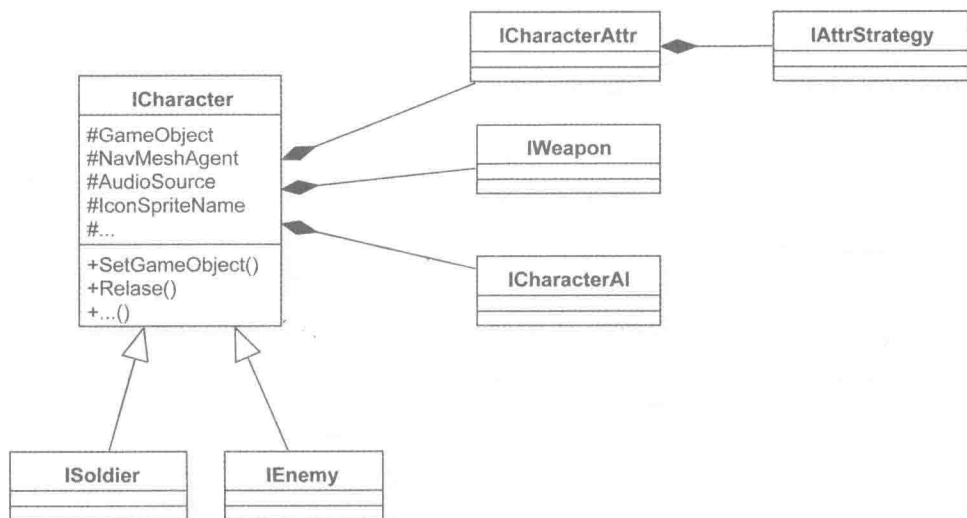 ICharacterAttr
IAttrStrategy
ICharacter
#GameObject
#NavMeshAgent
#AudioSource
#IconSpriteName
#...
+SetGameObject()
+Relase()
+...()
IWeapon
ICharacterAI
ISoldier
IEnemy